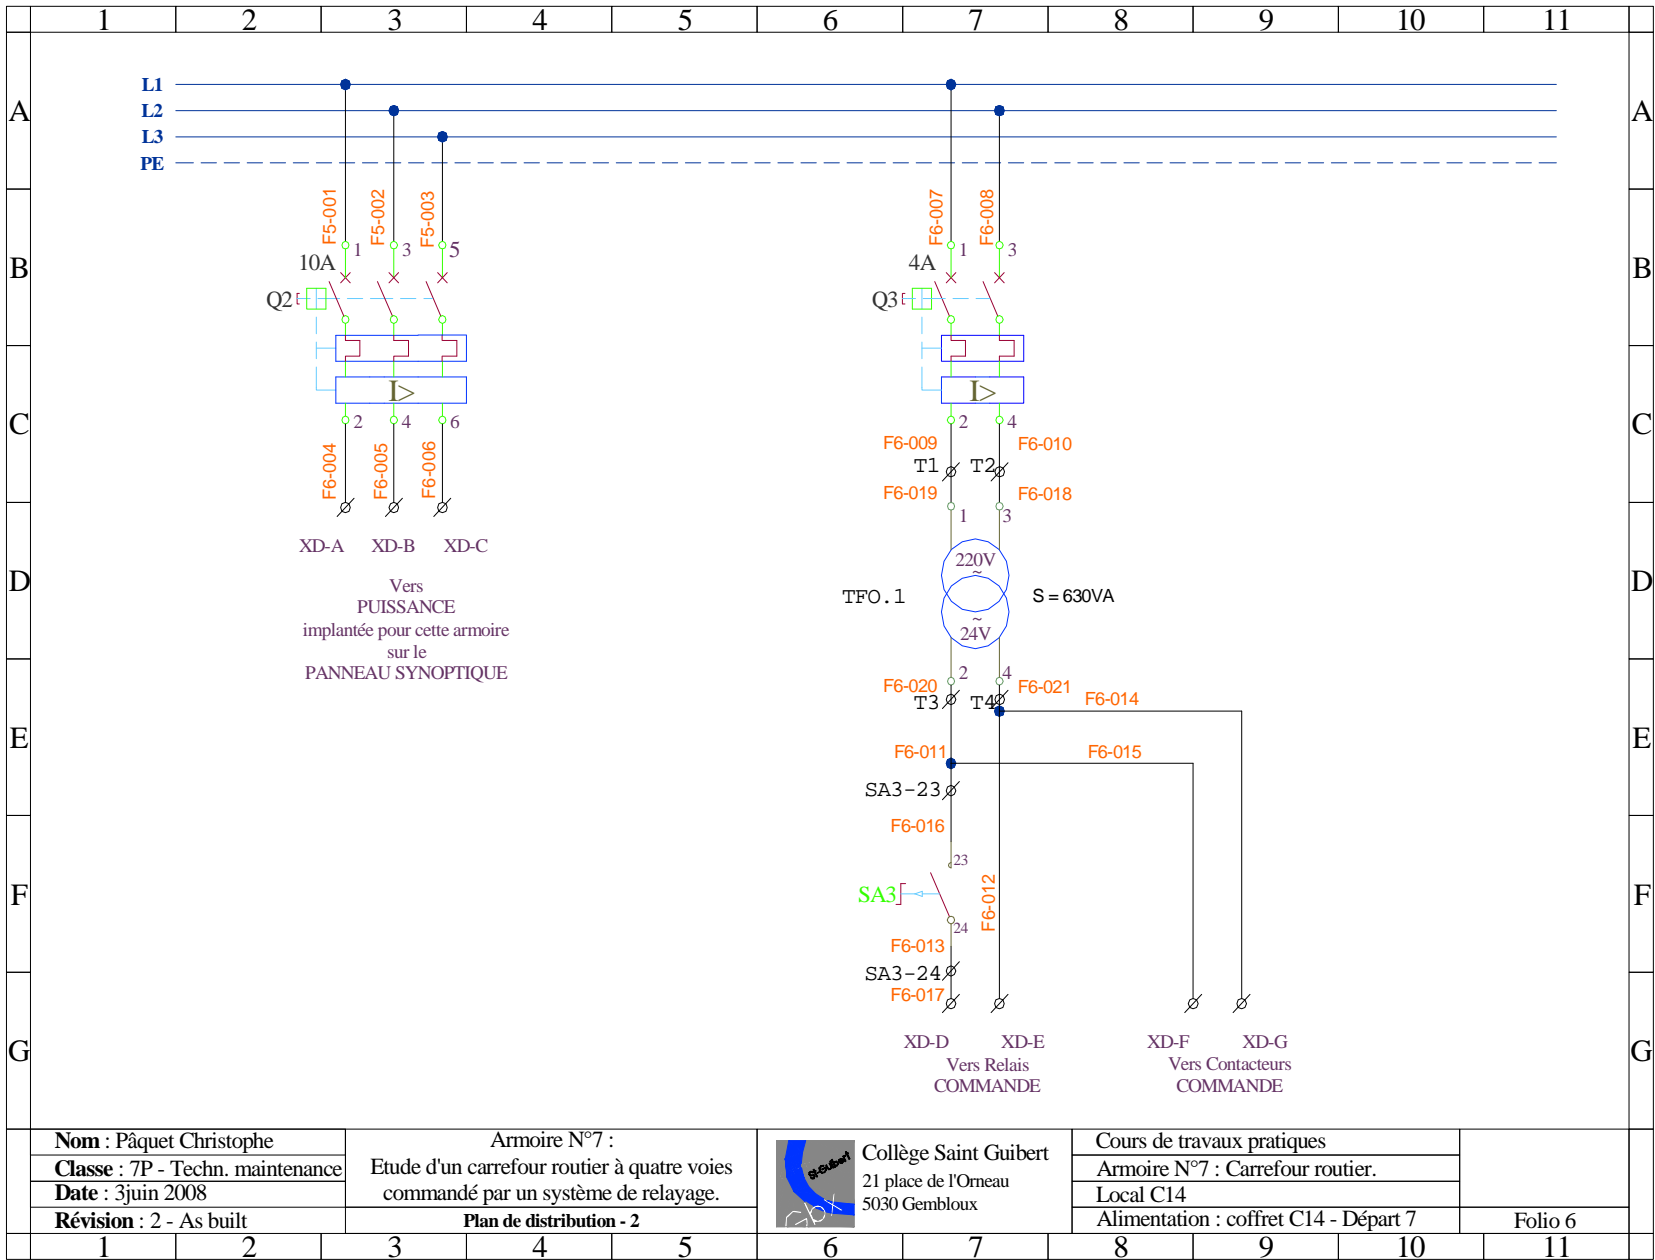 1 2 3 4 5 6 7 8 9 10 11
L1
A L2 A
L3
PE
F5-001 F5-002 F5-003 F6-007 F6-008
1 3 5 1 3
B 10A 4A B
Q2 Q3
I> I>
C 2 4 6 2 4 C
F6-004 F6-005 F6-006 F6-009 F6-010
T1 T2
F6-019 F6-018
1 3
XD-A XD-B XD-C
220V
~
D Vers D
PUISSANCE TFO.1 S = 630VA
~
implantée pour cette armoire 24V
sur le
PANNEAU SYNOPTIQUE
2 4
F6-020 F6-021
T3 T4 F6-014
E E
F6-011 F6-015
SA3-23
F6-016
23
F SA3 F6-012 F
24
F6-013
SA3-24
F6-017
XD-D XD-E XD-F XD-G
G Vers Relais Vers Contacteurs G
COMMANDE COMMANDE
Nom : Pâquet Christophe
Classe : 7P - Techn. maintenance
Date : 3juin 2008
Révision : 2 - As built
Armoire N°7 :
Etude d'un carrefour routier à quatre voies
commandé par un système de relayage.
Plan de distribution - 2
St-Guibert
Gbx
Collège Saint Guibert
21 place de l'Orneau
5030 Gembloux
Cours de travaux pratiques
Armoire N°7 : Carrefour routier.
Local C14
Alimentation : coffret C14 - Départ 7
Folio 6
1 2 3 4 5 6 7 8 9 10 11